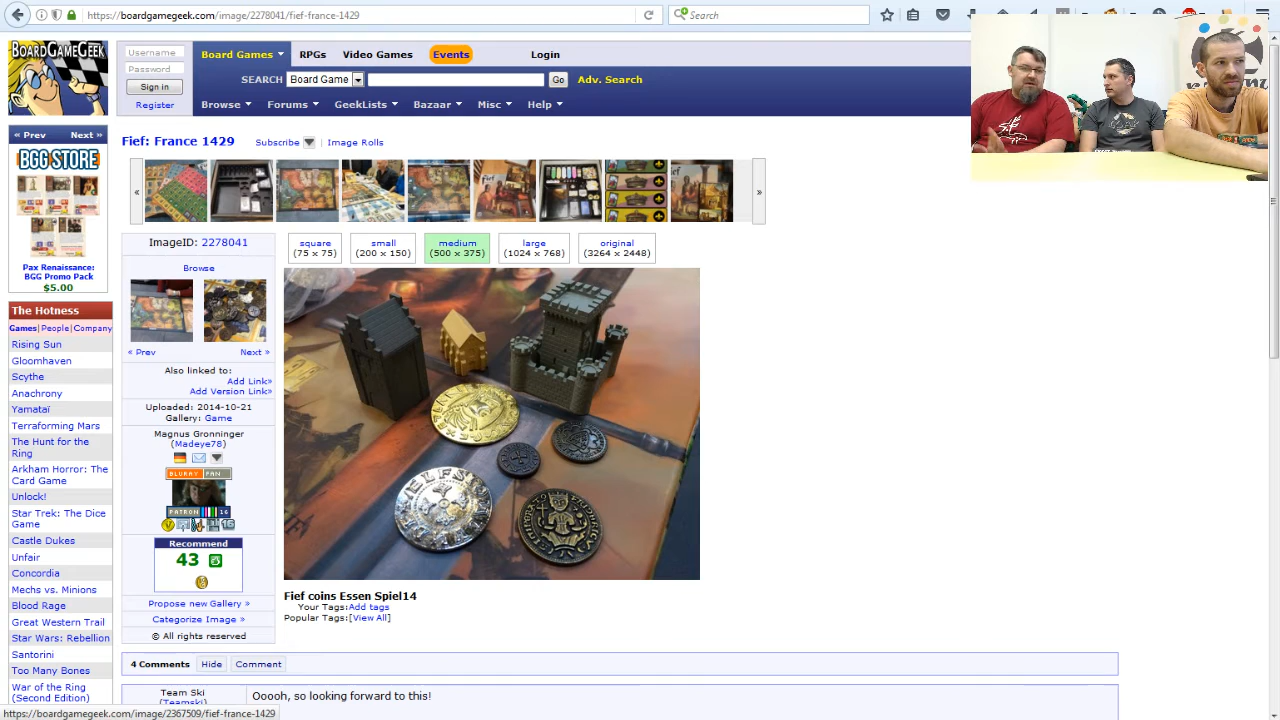 https://boardgamegeek.com/image/2278041/fief-france-1429
Search
BOARDGAMEGEEK
Username
Password
Sign in
Register
Board Games
RPGs
Video Games
Events
Login
SEARCH
Board Game
Go
Adv. Search
Browse
Forums
GeekLists
Bazaar
Misc
Help
« Prev
Next »
BGG STORE
Pax Renaissance:
BGG Promo Pack
$5.00
The Hotness
Games|People|Company
Rising Sun
Gloomhaven
Scythe
Anachrony
Yamataï
Terraforming Mars
The Hunt for the
Ring
Arkham Horror: The
Card Game
Unlock!
Star Trek: The Dice
Game
Castle Dukes
Unfair
Concordia
Mechs vs. Minions
Blood Rage
Great Western Trail
Star Wars: Rebellion
Santorini
Too Many Bones
War of the Ring
(Second Edition)
Fief: France 1429
Subscribe
| Image Rolls
«
»
ImageID: 2278041
Browse
« Prev
Next »
Also linked to:
Add Link»
Add Version Link»
Uploaded: 2014-10-21
Gallery: Game
Magnus Gronninger
(Madeye78)
BLURAY FAN
PATRON 16
Recommend
43
Propose new Gallery »
Categorize Image »
© All rights reserved
square
(75 x 75)
small
(200 x 150)
medium
(500 x 375)
large
(1024 x 768)
original
(3264 x 2448)
Fief coins Essen Spiel14
Your Tags:Add tags
Popular Tags:[View All]
4 Comments
Hide
Comment
Team Ski
(Teamski)
Ooooh, so looking forward to this!
https://boardgamegeek.com/image/2367509/fief-france-1429